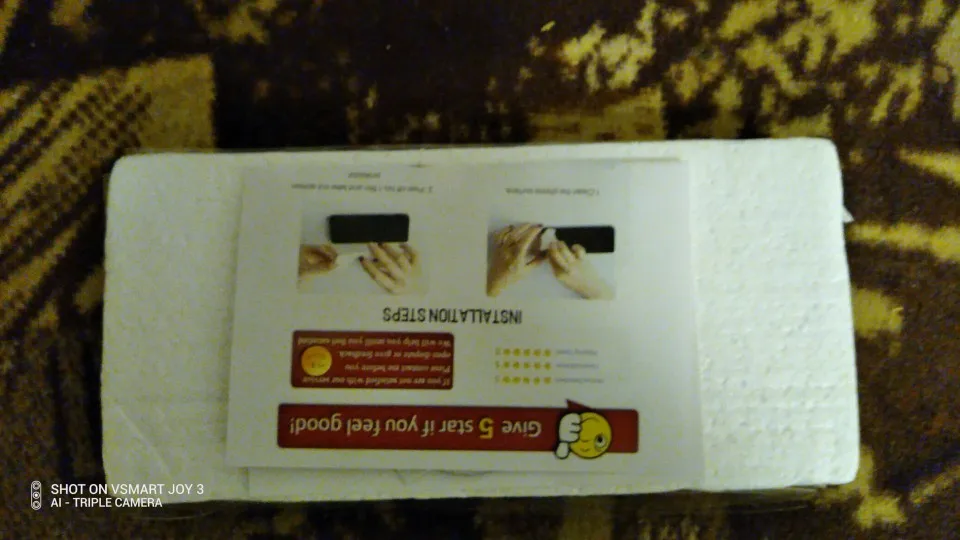 Give 5 star if you feel good!
If you are not satisfied with our service
Please contact me before you
open dispute or give feedback.
We will help you until you feel satisfied
INSTALLATION STEPS
1.Clean the phone surface.
SHOT ON VSMART JOY 3
AI - TRIPLE CAMERA